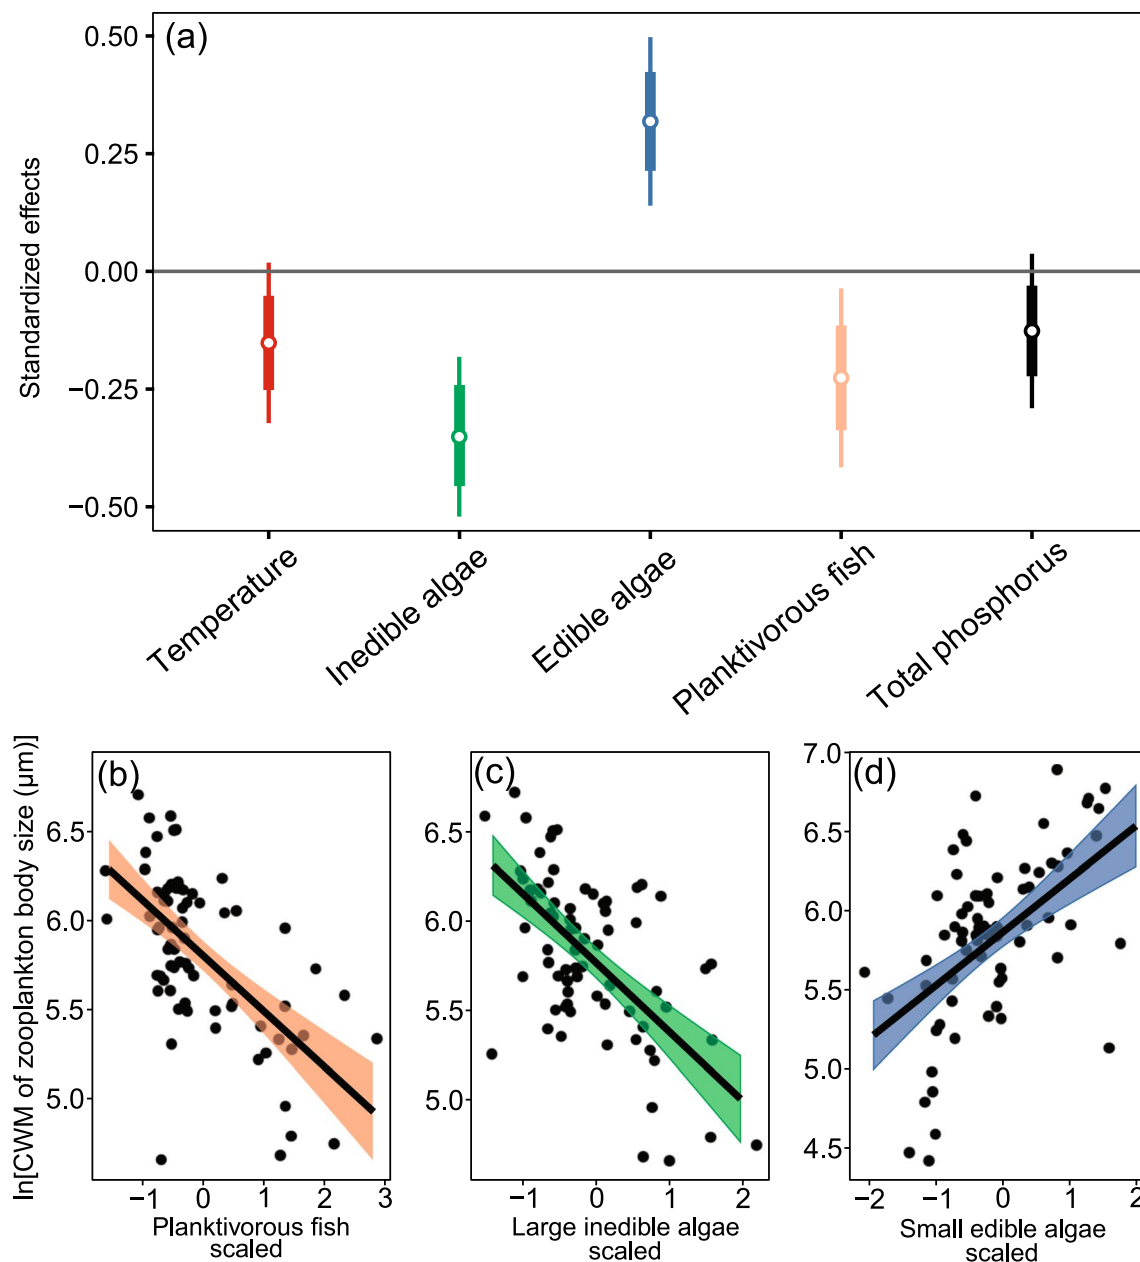 (a)
Standardized effects
0.50
0.25
0.00
−0.25
−0.50
Temperature
Inedible algae
Edible algae
Planktivorous fish
Total phosphorus
ln[CWM of zooplankton body size (μm)]
(b)
6.5
6.0
5.5
5.0
−1 0 1 2 3
Planktivorous fish
scaled
(c)
6.5
6.0
5.5
5.0
−1 0 1 2
Large inedible algae
scaled
(d)
7.0
6.5
6.0
5.5
5.0
4.5
−2 −1 0 1 2
Small edible algae
scaled